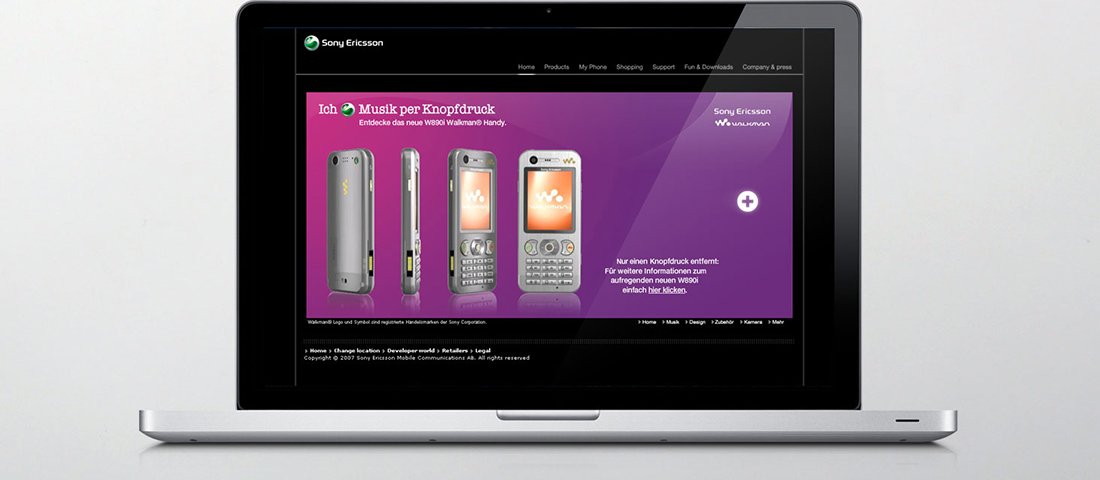 Sony Ericsson
Home Products My Phone Shopping Support Fun & Downloads Company & press
Ich Musik per Knopfdruck
Entdecke das neue W890i Walkman® Handy.
Sony Ericsson
WALKMAN
Sony Ericsson
WALKMAN
Nur einen Knopfdruck entfernt:
Für weitere Informationen zum
aufregenden neuen W890i
einfach hier klicken.
Walkman® Logo und Symbol sind registrierte Handelsmarken der Sony Corporation.
Home Musik Design Zubehör Kamera Mehr
Home Change location Developer world Retailers Legal
Copyright © 2007 Sony Ericsson Mobile Communications AB. All rights reserved